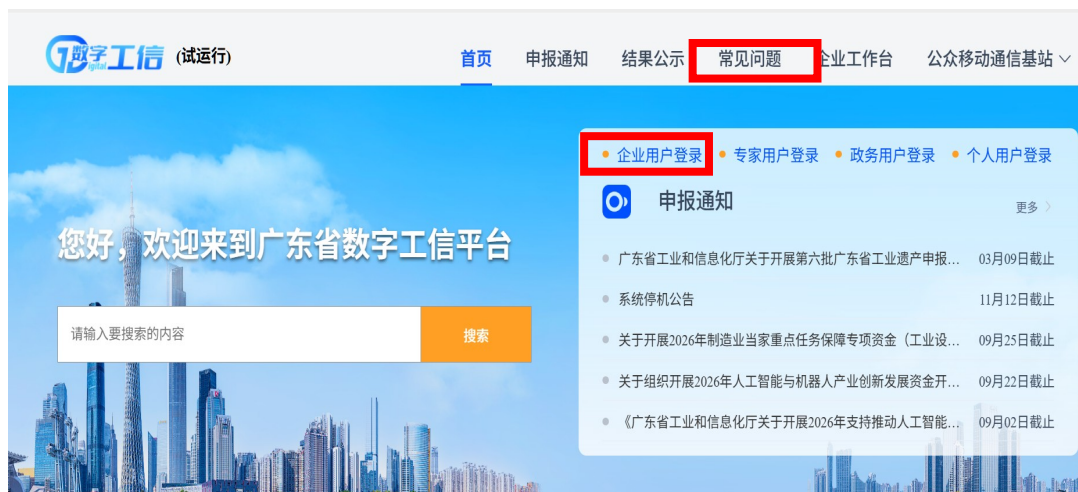 数字工信 (试运行)
igital
首页 申报通知 结果公示 常见问题 企业工作台 公众移动通信基站
企业用户登录 专家用户登录 政务用户登录 个人用户登录
申报通知 更多
您好，欢迎来到广东省数字工信平台
广东省工业和信息化厅关于开展第六批广东省工业遗产申报... 03月09日截止
系统停机公告 11月12日截止
请输入要搜索的内容 搜索
关于开展2026年制造业当家重点任务保障专项资金（工业设... 09月25日截止
关于组织开展2026年人工智能与机器人产业创新发展资金开... 09月22日截止
《广东省工业和信息化厅关于开展2026年支持推动人工智能... 09月02日截止